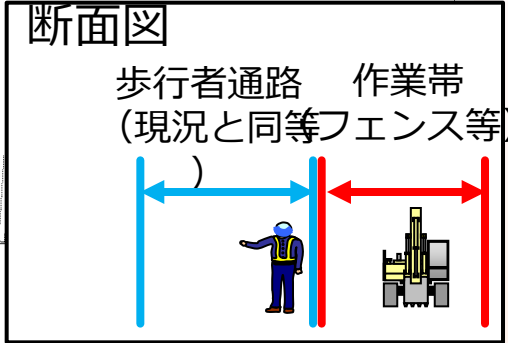 断面図
歩行者通路
（現況と同等
）
作業帯
（フェンス等）